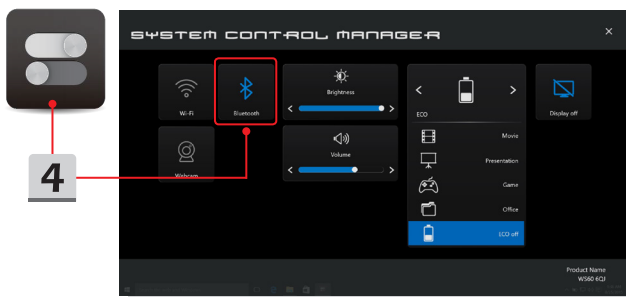 SYSTEM CONTROL MANAGER
×
Wi-Fi
Bluetooth
Brightness
ECO
Display off
4
Webcam
Volume
Movie
Presentation
Game
Office
ECO off
Product Name
WS60 6QJ